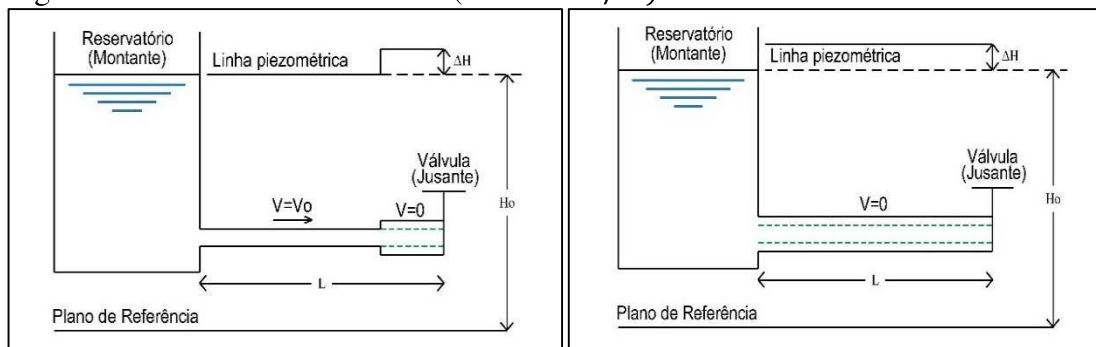 Reservatório
(Montante)
Linha piezométrica
ΔH
Válvula
(Jusante)
Ho
V=Vo
V=0
L
Plano de Referência
Reservatório
(Montante)
Linha piezométrica
ΔH
Válvula
(Jusante)
Ho
V=0
L
Plano de Referência